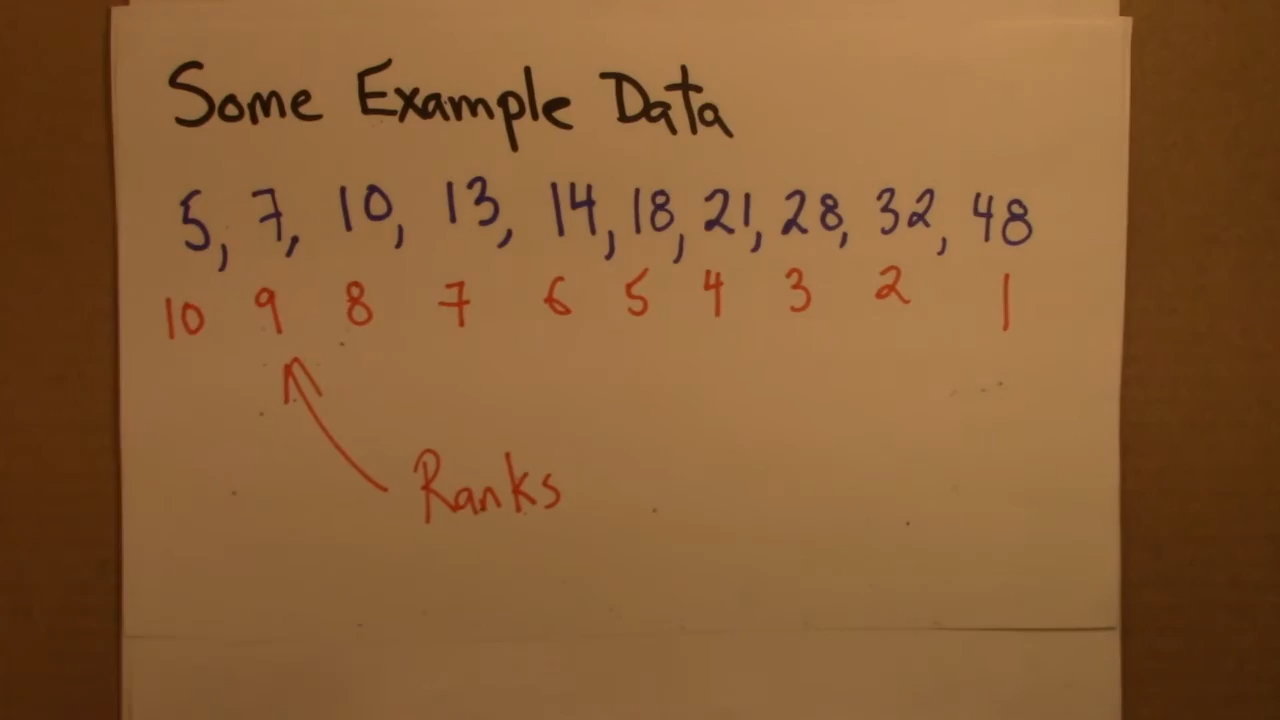 Some Example Data
5, 7, 10, 13, 14, 18, 21, 28, 32, 48
10 9 8 7 6 5 4 3 2 1
Ranks